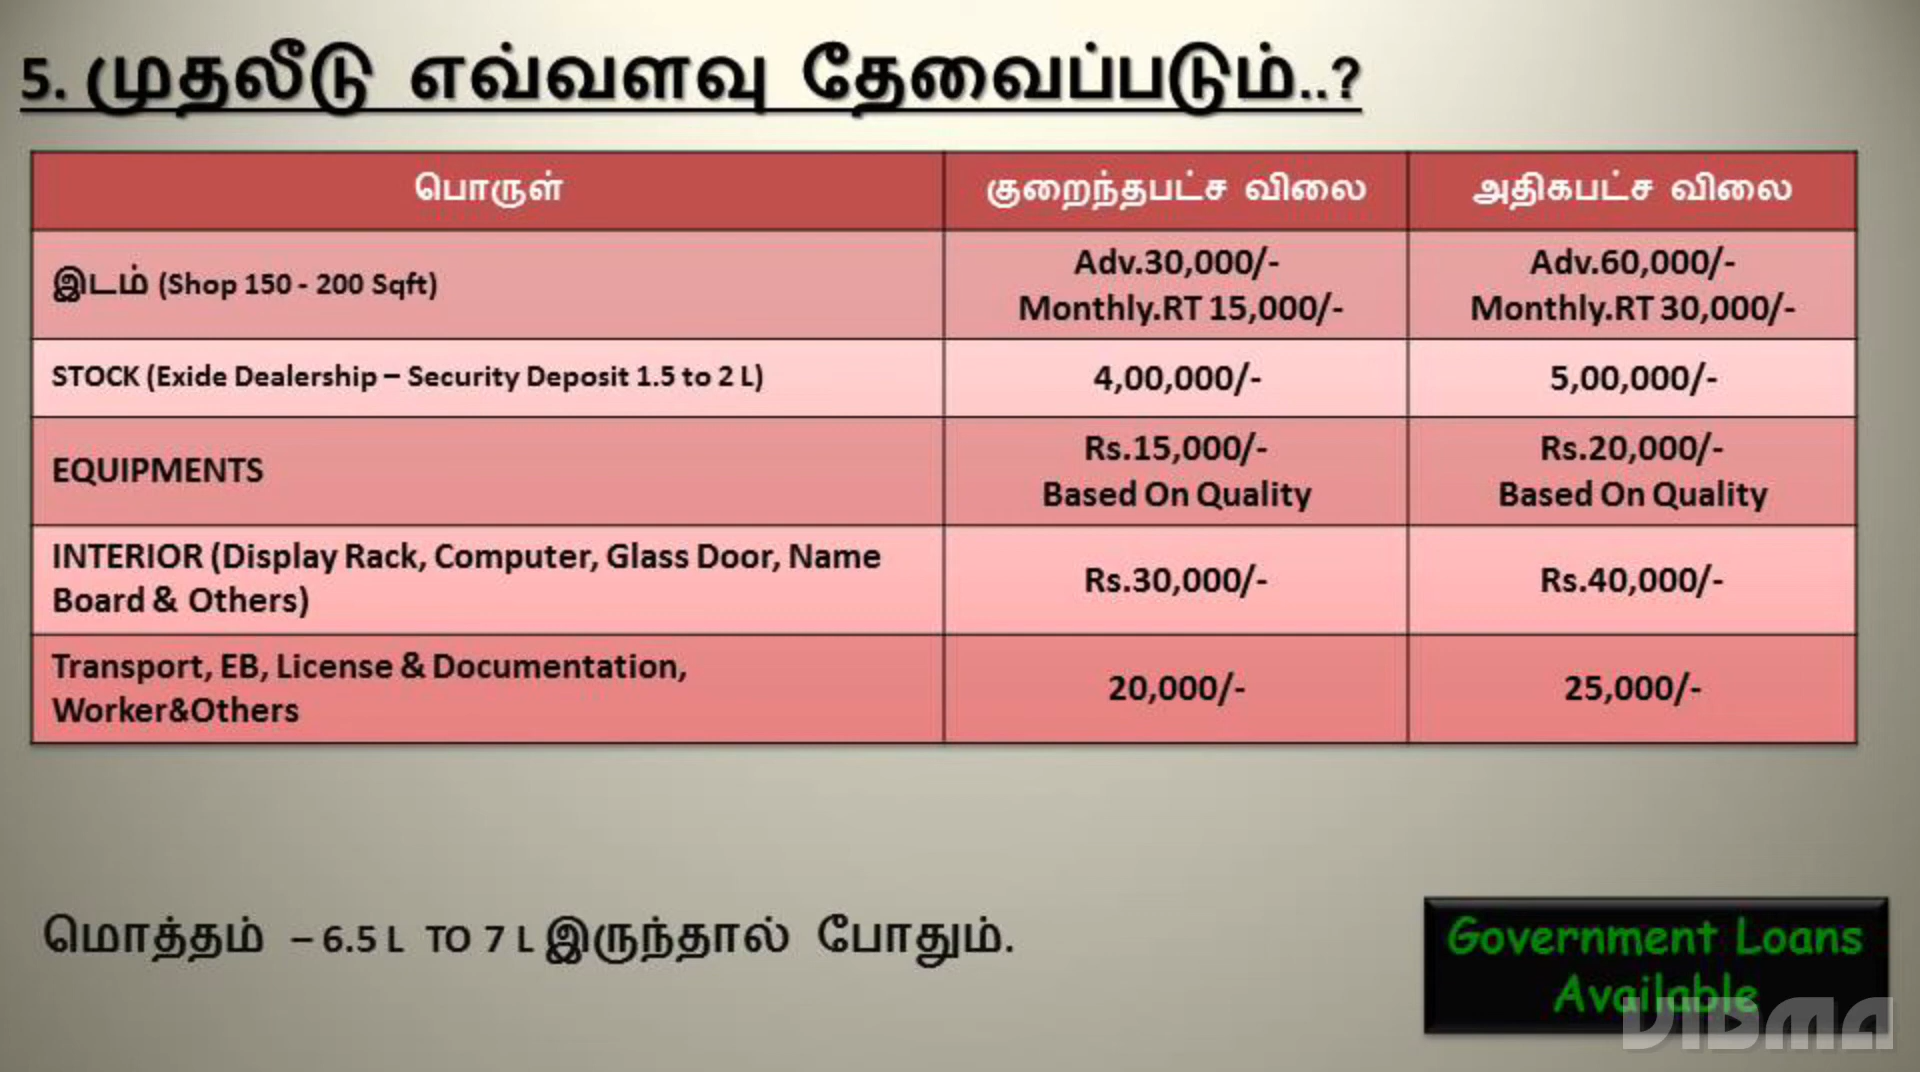 5. முதலீடு எவ்வளவு தேவைப்படும்..?
பொருள்
குறைந்தபட்ச விலை
அதிகபட்ச விலை
இடம் (Shop 150 - 200 Sqft)
Adv.30,000/-
Monthly.RT 15,000/-
Adv.60,000/-
Monthly.RT 30,000/-
STOCK (Exide Dealership – Security Deposit 1.5 to 2 L)
4,00,000/-
5,00,000/-
EQUIPMENTS
Rs.15,000/-
Based On Quality
Rs.20,000/-
Based On Quality
INTERIOR (Display Rack, Computer, Glass Door, Name
Board & Others)
Rs.30,000/-
Rs.40,000/-
Transport, EB, License & Documentation,
Worker&Others
20,000/-
25,000/-
மொத்தம் – 6.5 L TO 7 L இருந்தால் போதும்.
Government Loans
Available
VIDMA